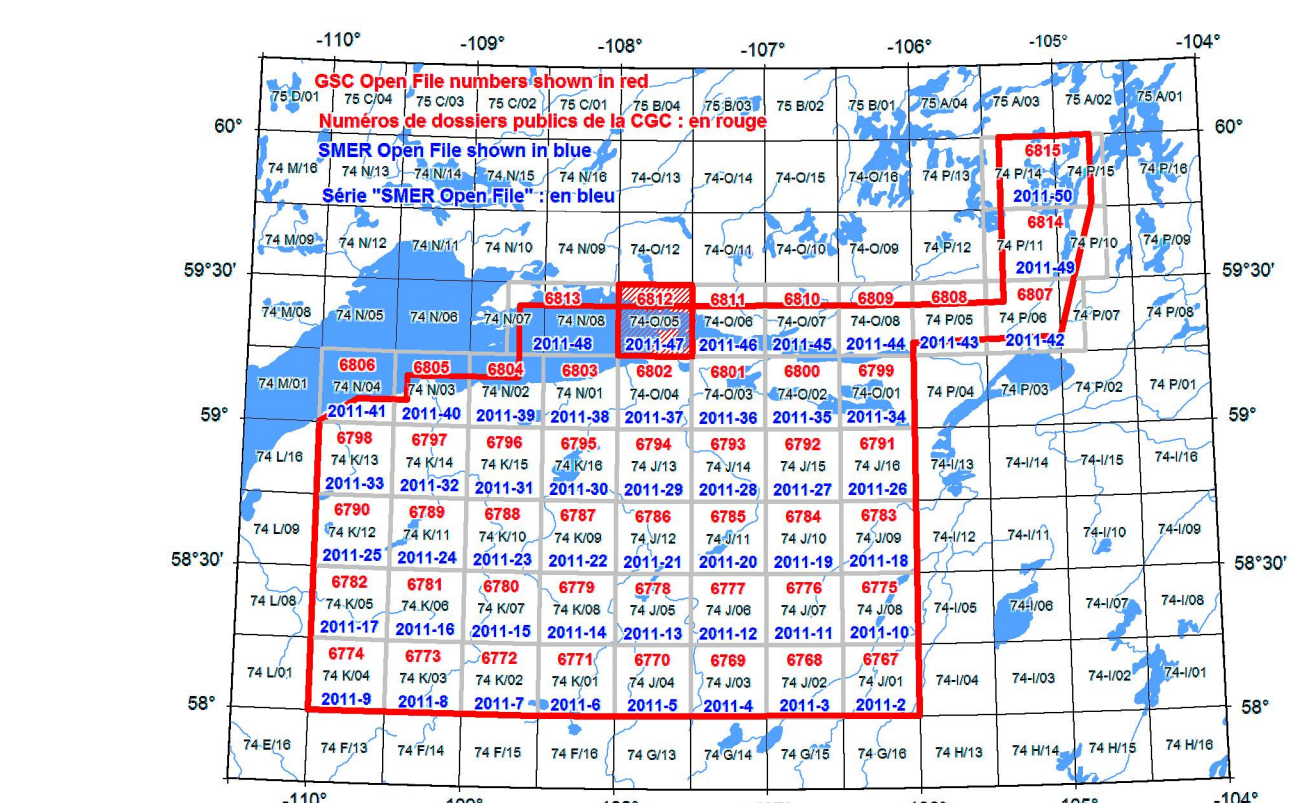 -110° -109° -108° -107° -106° -105° -104°
GSC Open File numbers shown in red
75 D/01 75 C/04 75 C/03 75 C/02 75 C/01 75 B/04 75 B/03 75 B/02 75 B/01 75 A/04 75 A/03 75 A/02 75 A/01
Numéros de dossiers publics de la CGC : en rouge
60° 60°
SMER Open File shown in blue
6815
74 M/16 74 N/13 74 N/14 74 N/15 74 N/16 74-O/13 74-O/14 74-O/15 74-O/16 74 P/13 74 P/14 74 P/15 74 P/16
Série "SMER Open File" : en bleu
2011-50
6814
74 M/09 74 N/12 74 N/11 74 N/10 74 N/09 74-O/12 74-O/11 74-O/10 74-O/09 74 P/12 74 P/11 74 P/10 74 P/09
2011-49
59°30' 59°30'
6813 6812 6811 6810 6809 6808 6807
74 M/08 74 N/05 74 N/06 74 N/07 74 N/08 74-O/05 74-O/06 74-O/07 74-O/08 74 P/05 74 P/06 74 P/07 74 P/08
2011-48 2011-47 2011-46 2011-45 2011-44 2011-43 2011-42
6806 6805 6804 6803 6802 6801 6800 6799
74 M/01 74 N/04 74 N/03 74 N/02 74 N/01 74-O/04 74-O/03 74-O/02 74-O/01 74 P/04 74 P/03 74 P/02 74 P/01
59° 2011-41 2011-40 2011-39 2011-38 2011-37 2011-36 2011-35 2011-34 59°
6798 6797 6796 6795 6794 6793 6792 6791
74 L/16 74 K/13 74 K/14 74 K/15 74 K/16 74 J/13 74 J/14 74 J/15 74 J/16 74-I/13 74-I/14 74-I/15 74-I/16
2011-33 2011-32 2011-31 2011-30 2011-29 2011-28 2011-27 2011-26
6790 6789 6788 6787 6786 6785 6784 6783
74 L/09 74 K/12 74 K/11 74 K/10 74 K/09 74 J/12 74 J/11 74 J/10 74 J/09 74-I/12 74-I/11 74-I/10 74-I/09
58°30' 2011-25 2011-24 2011-23 2011-22 2011-21 2011-20 2011-19 2011-18 58°30'
6782 6781 6780 6779 6778 6777 6776 6775
74 L/08 74 K/05 74 K/06 74 K/07 74 K/08 74 J/05 74 J/06 74 J/07 74 J/08 74-I/05 74-I/06 74-I/07 74-I/08
2011-17 2011-16 2011-15 2011-14 2011-13 2011-12 2011-11 2011-10
6774 6773 6772 6771 6770 6769 6768 6767
74 L/01 74 K/04 74 K/03 74 K/02 74 K/01 74 J/04 74 J/03 74 J/02 74 J/01 74-I/04 74-I/03 74-I/02 74-I/01
58° 2011-9 2011-8 2011-7 2011-6 2011-5 2011-4 2011-3 2011-2 58°
74-E/16 74 F/13 74 F/14 74 F/15 74 F/16 74 G/13 74 G/14 74 G/15 74 G/16 74 H/13 74 H/14 74 H/15 74 H/16
-110° -104°